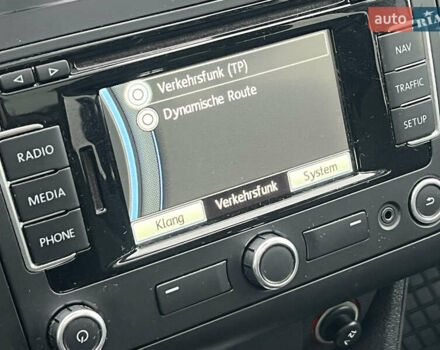 auto RIA
Verkehrsfunk (TP)
Dynamische Route
Klang
Verkehrsfunk
System
RADIO
MEDIA
PHONE
NAV
TRAFFIC
SETUP